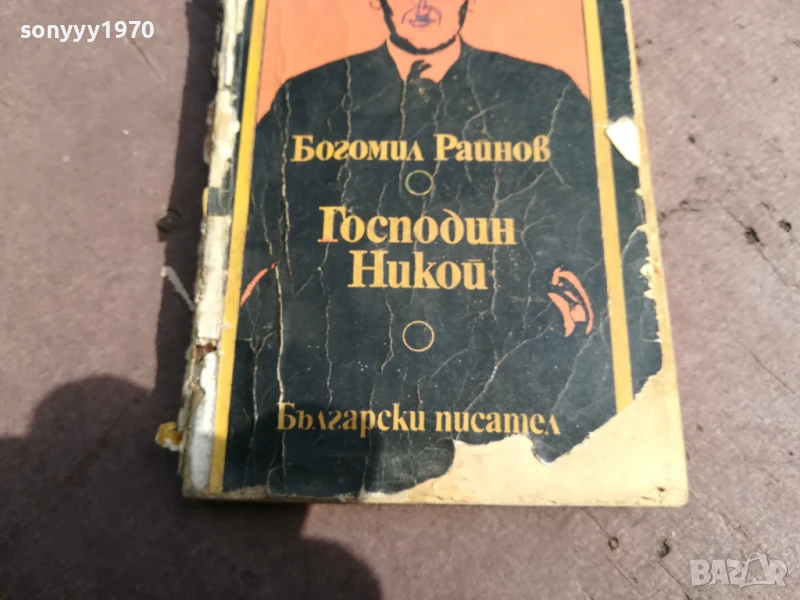 sonyyy1970
Богомил Райнов
Господин
Никой
Български писател
BAZAR